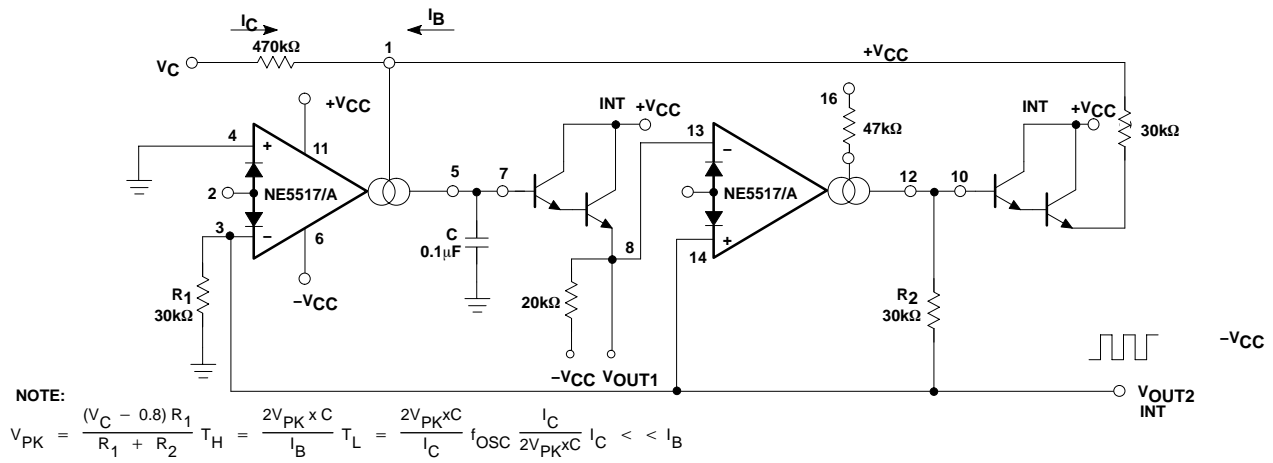 IC
IB
470kΩ
1
VC
+VCC
+VCC
INT
+VCC
16
INT
+VCC
4
+
11
5
7
13
−
47kΩ
30kΩ
2
NE5517/A
NE5517/A
12
10
3
−
6
C
0.1µF
8
+
14
R1
30kΩ
−VCC
20kΩ
R2
30kΩ
−VCC
−VCC
VOUT1
VOUT2
INT
NOTE:
VPK = (VC − 0.8) R1 / R1 + R2 TH = 2VPK x C / IB TL = 2VPKxC / IC fOSC IC / 2VPKxC IC < < IB